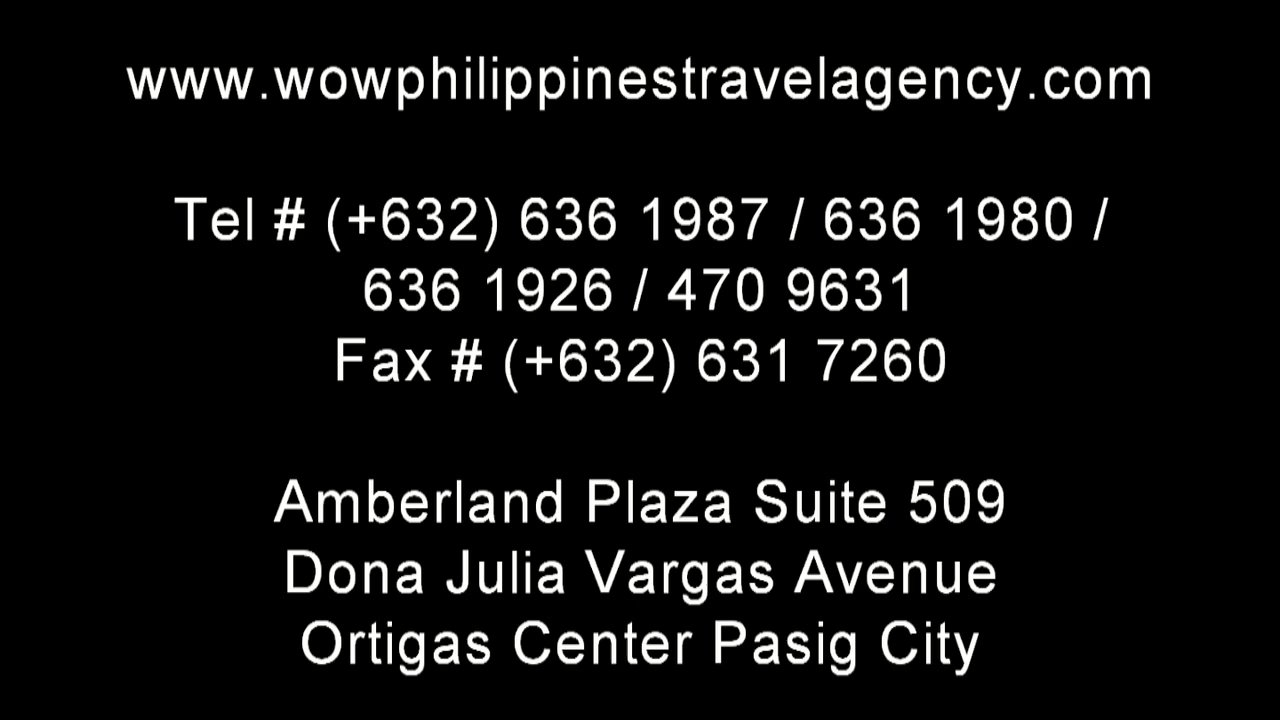 www.wowphilippinestravelagency.com
Tel # (+632) 636 1987 / 636 1980 /
636 1926 / 470 9631
Fax # (+632) 631 7260
Amberland Plaza Suite 509
Dona Julia Vargas Avenue
Ortigas Center Pasig City